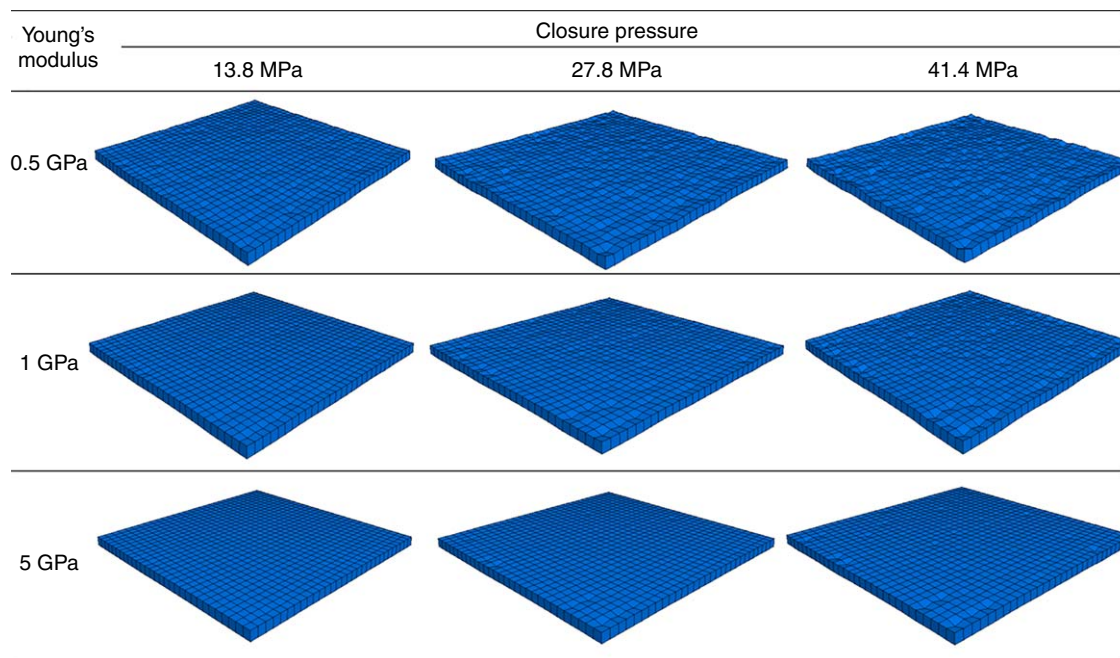 Young's
modulus
Closure pressure
13.8 MPa
27.8 MPa
41.4 MPa
0.5 GPa
1 GPa
5 GPa